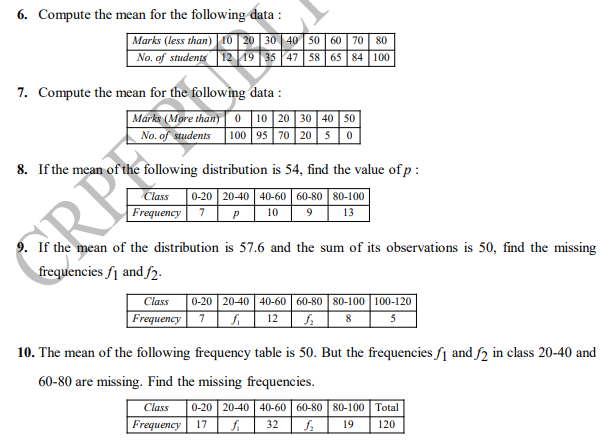 6. Compute the mean for the following data :
Marks (less than) 10 20 30 40 50 60 70 80
No. of students 12 19 35 47 58 65 84 100
7. Compute the mean for the following data :
Marks (More than) 0 10 20 30 40 50
No. of students 100 95 70 20 5 0
8. If the mean of the following distribution is 54, find the value of p :
Class 0-20 20-40 40-60 60-80 80-100
Frequency 7 p 10 9 13
9. If the mean of the distribution is 57.6 and the sum of its observations is 50, find the missing
frequencies f1 and f2.
Class 0-20 20-40 40-60 60-80 80-100 100-120
Frequency 7 f1 12 f2 8 5
10. The mean of the following frequency table is 50. But the frequencies f1 and f2 in class 20-40 and
60-80 are missing. Find the missing frequencies.
Class 0-20 20-40 40-60 60-80 80-100 Total
Frequency 17 f1 32 f2 19 120
CRPF PUBLI